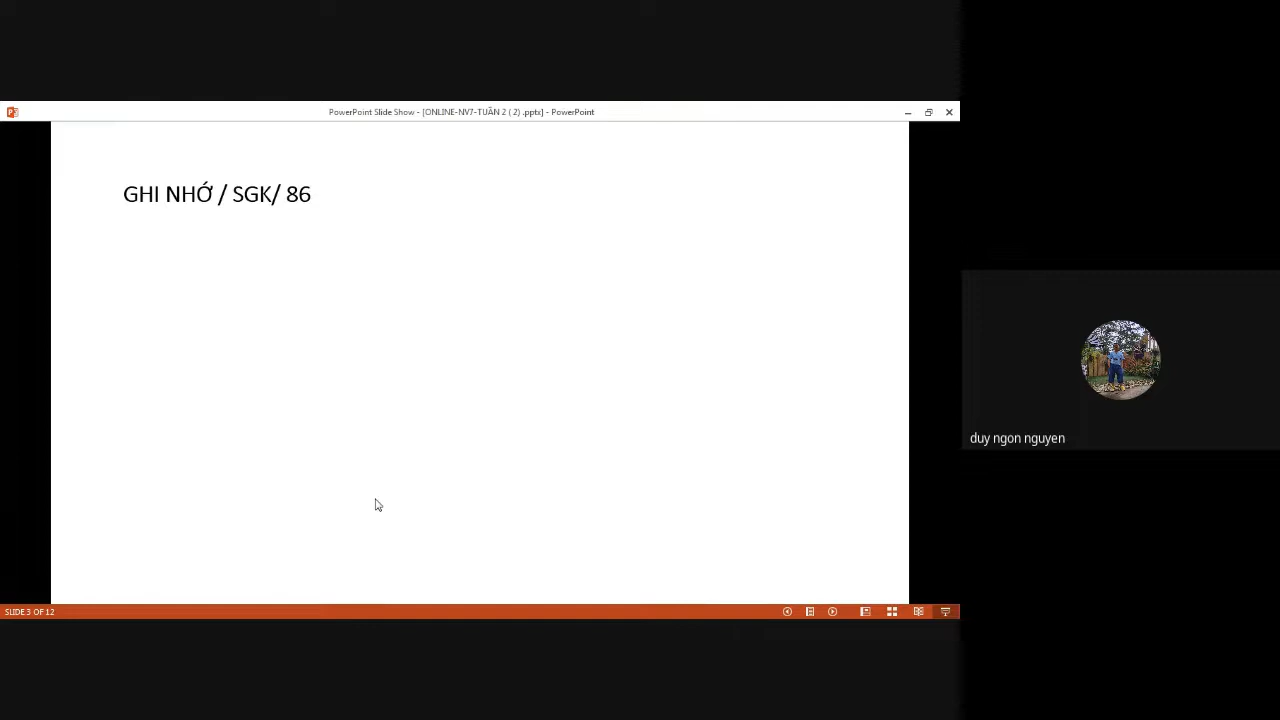 PowerPoint Slide Show - [ONLINE-NV7-TUẦN 2 ( 2) .pptx] - PowerPoint
GHI NHỚ / SGK/ 86
duy ngon nguyen
SLIDE 3 OF 12